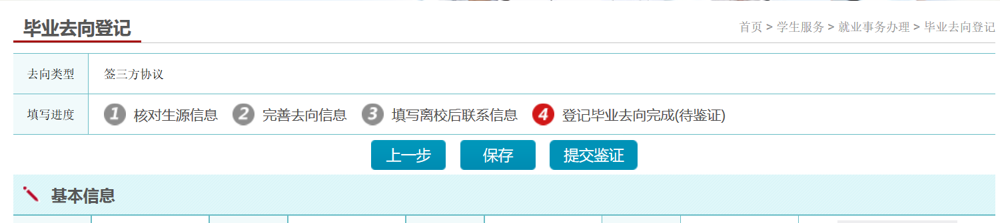 毕业去向登记
首页 > 学生服务 > 就业事务办理 > 毕业去向登记
去向类型 签三方协议
填写进度 1 核对生源信息 2 完善去向信息 3 填写离校后联系信息 4 登记毕业去向完成(待鉴证)
上一步 保存 提交鉴证
基本信息